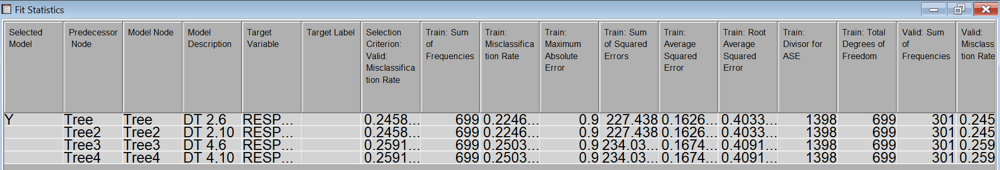 Fit Statistics
Selected Model Predecessor Node Model Node Model Description Target Variable Target Label Selection Criterion: Valid: Misclassifica tion Rate Train: Sum of Frequencies Train: Misclassifica tion Rate Train: Maximum Absolute Error Train: Sum of Squared Errors Train: Average Squared Error Train: Root Average Squared Error Train: Divisor for ASE Train: Total Degrees of Freedom Valid: Sum of Frequencies Valid: Misclass tion Rate
Y Tree Tree DT 2,6 RESP... 0.2458... 699 0.2246... 0.9 227.438 0.1626... 0.4033... 1398 699 301 0.245
Tree2 Tree2 DT 2,10 RESP... 0.2458... 699 0.2246... 0.9 227.438 0.1626... 0.4033... 1398 699 301 0.245
Tree3 Tree3 DT 4,6 RESP... 0.2591... 699 0.2503... 0.9 234.03... 0.1674... 0.4091... 1398 699 301 0.259
Tree4 Tree4 DT 4,10 RESP... 0.2591... 699 0.2503... 0.9 234.03... 0.1674... 0.4091... 1398 699 301 0.259